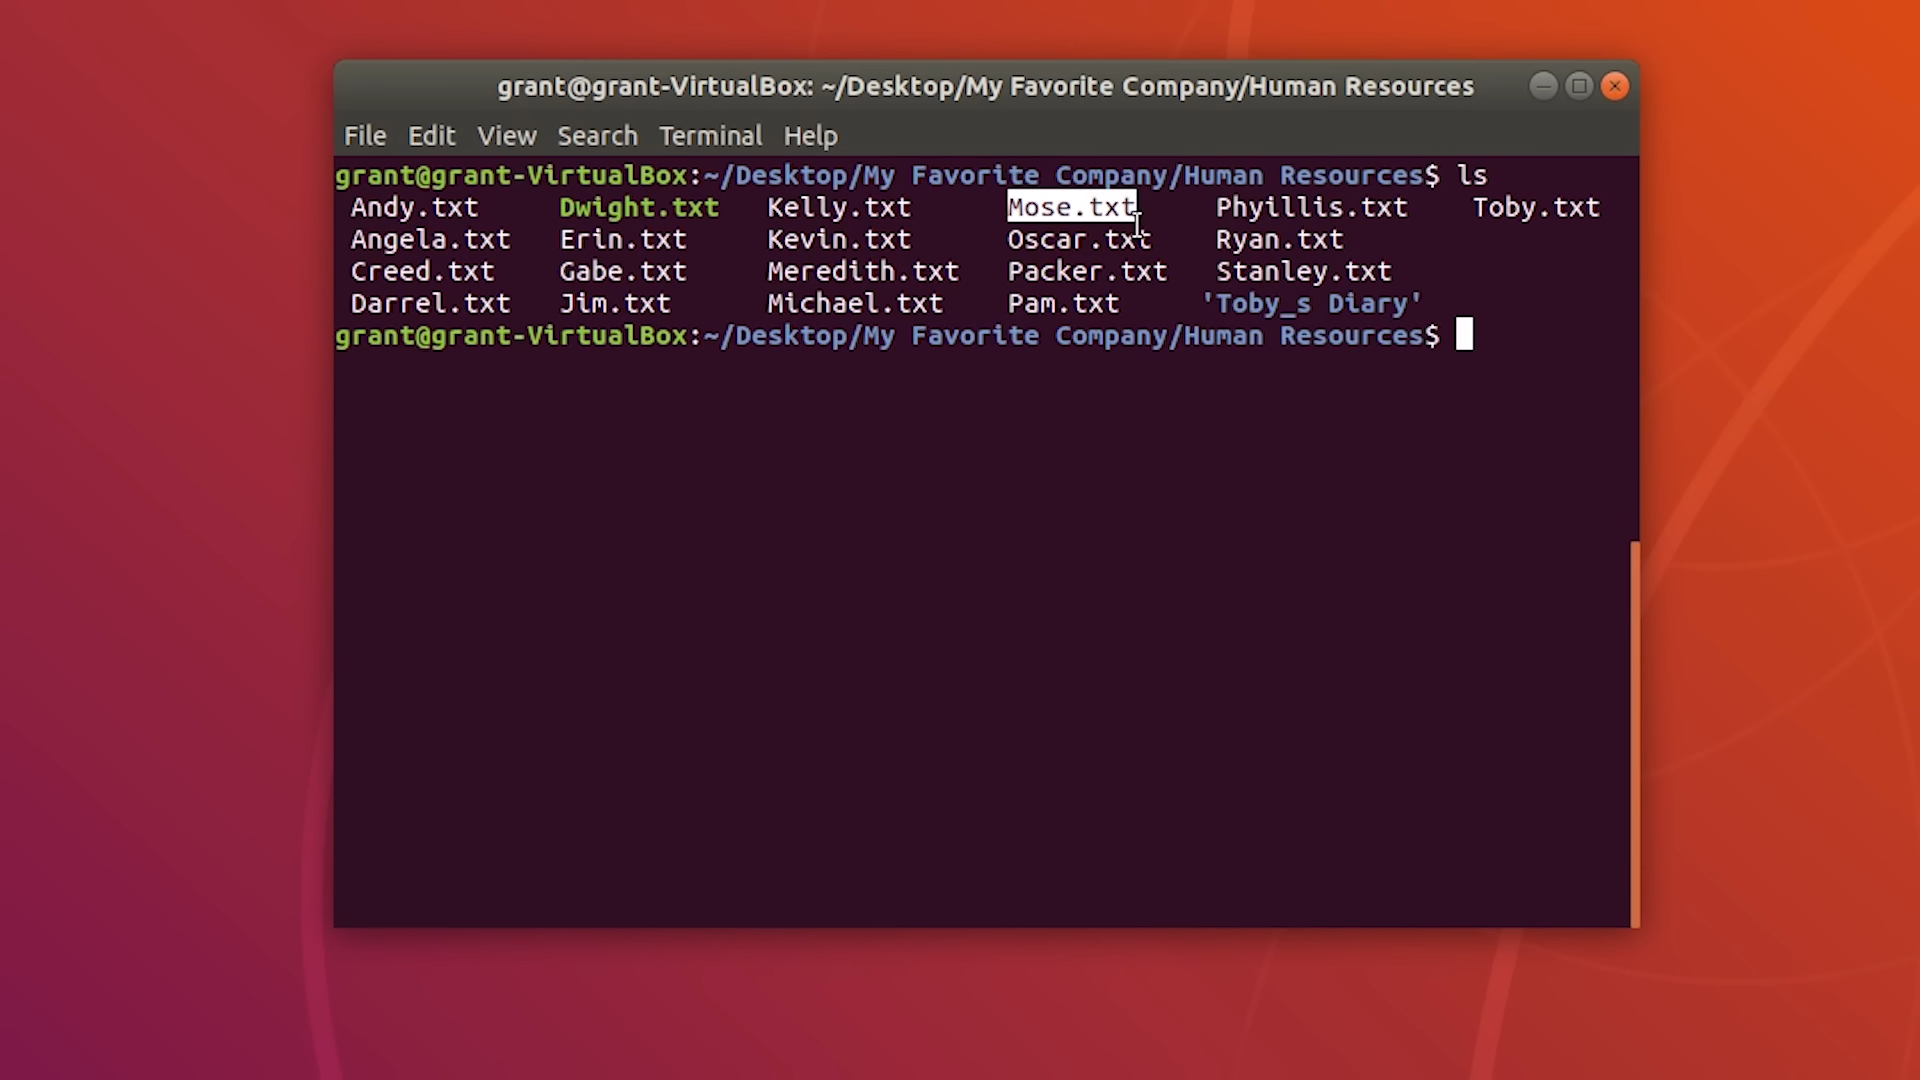 grant@grant-VirtualBox: ~/Desktop/My Favorite Company/Human Resources
File Edit View Search Terminal Help
grant@grant-VirtualBox:~/Desktop/My Favorite Company/Human Resources$ ls
Andy.txt Dwight.txt Kelly.txt Mose.txt Phyillis.txt Toby.txt
Angela.txt Erin.txt Kevin.txt Oscar.txt Ryan.txt
Creed.txt Gabe.txt Meredith.txt Packer.txt Stanley.txt
Darrel.txt Jim.txt Michael.txt Pam.txt 'Toby_s Diary'
grant@grant-VirtualBox:~/Desktop/My Favorite Company/Human Resources$